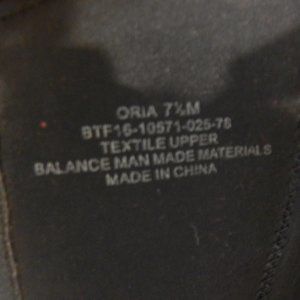 ORIA 7½M
BTF16-10571-025-78
TEXTILE UPPER
BALANCE MAN MADE MATERIALS
MADE IN CHINA